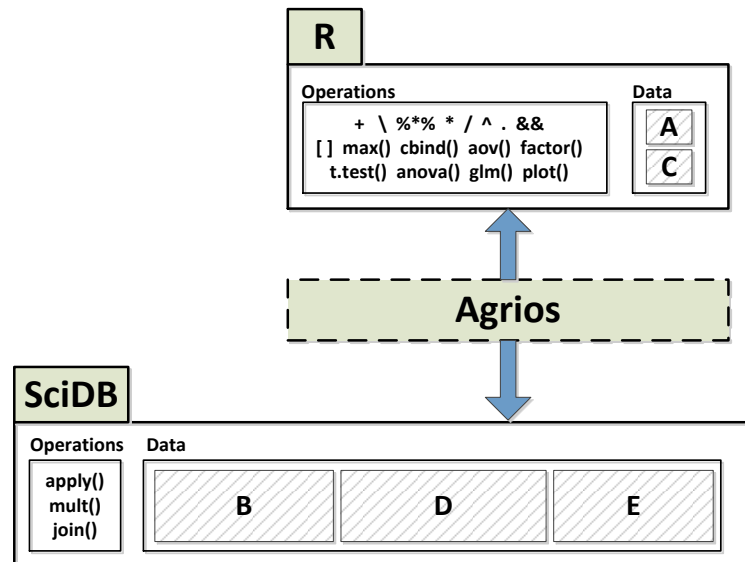 R
Operations Data
+ \ %*% * / ^ . &&
[ ] max() cbind() aov() factor()
t.test() anova() glm() plot()
A
C
Agrios
SciDB
Operations Data
apply()
mult()
join()
B D E